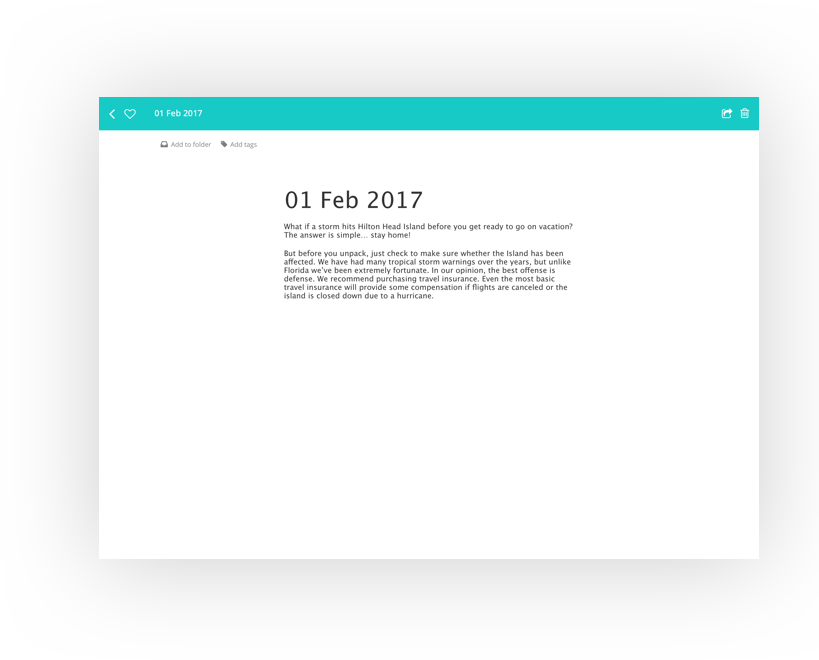 01 Feb 2017
Add to folder Add tags
01 Feb 2017
What if a storm hits Hilton Head Island before you get ready to go on vacation?
The answer is simple... stay home!
But before you unpack, just check to make sure whether the Island has been
affected. We have had many tropical storm warnings over the years, but unlike
Florida we've been extremely fortunate. In our opinion, the best offense is
defense. We recommend purchasing travel insurance. Even the most basic
travel insurance will provide some compensation if flights are canceled or the
island is closed down due to a hurricane.